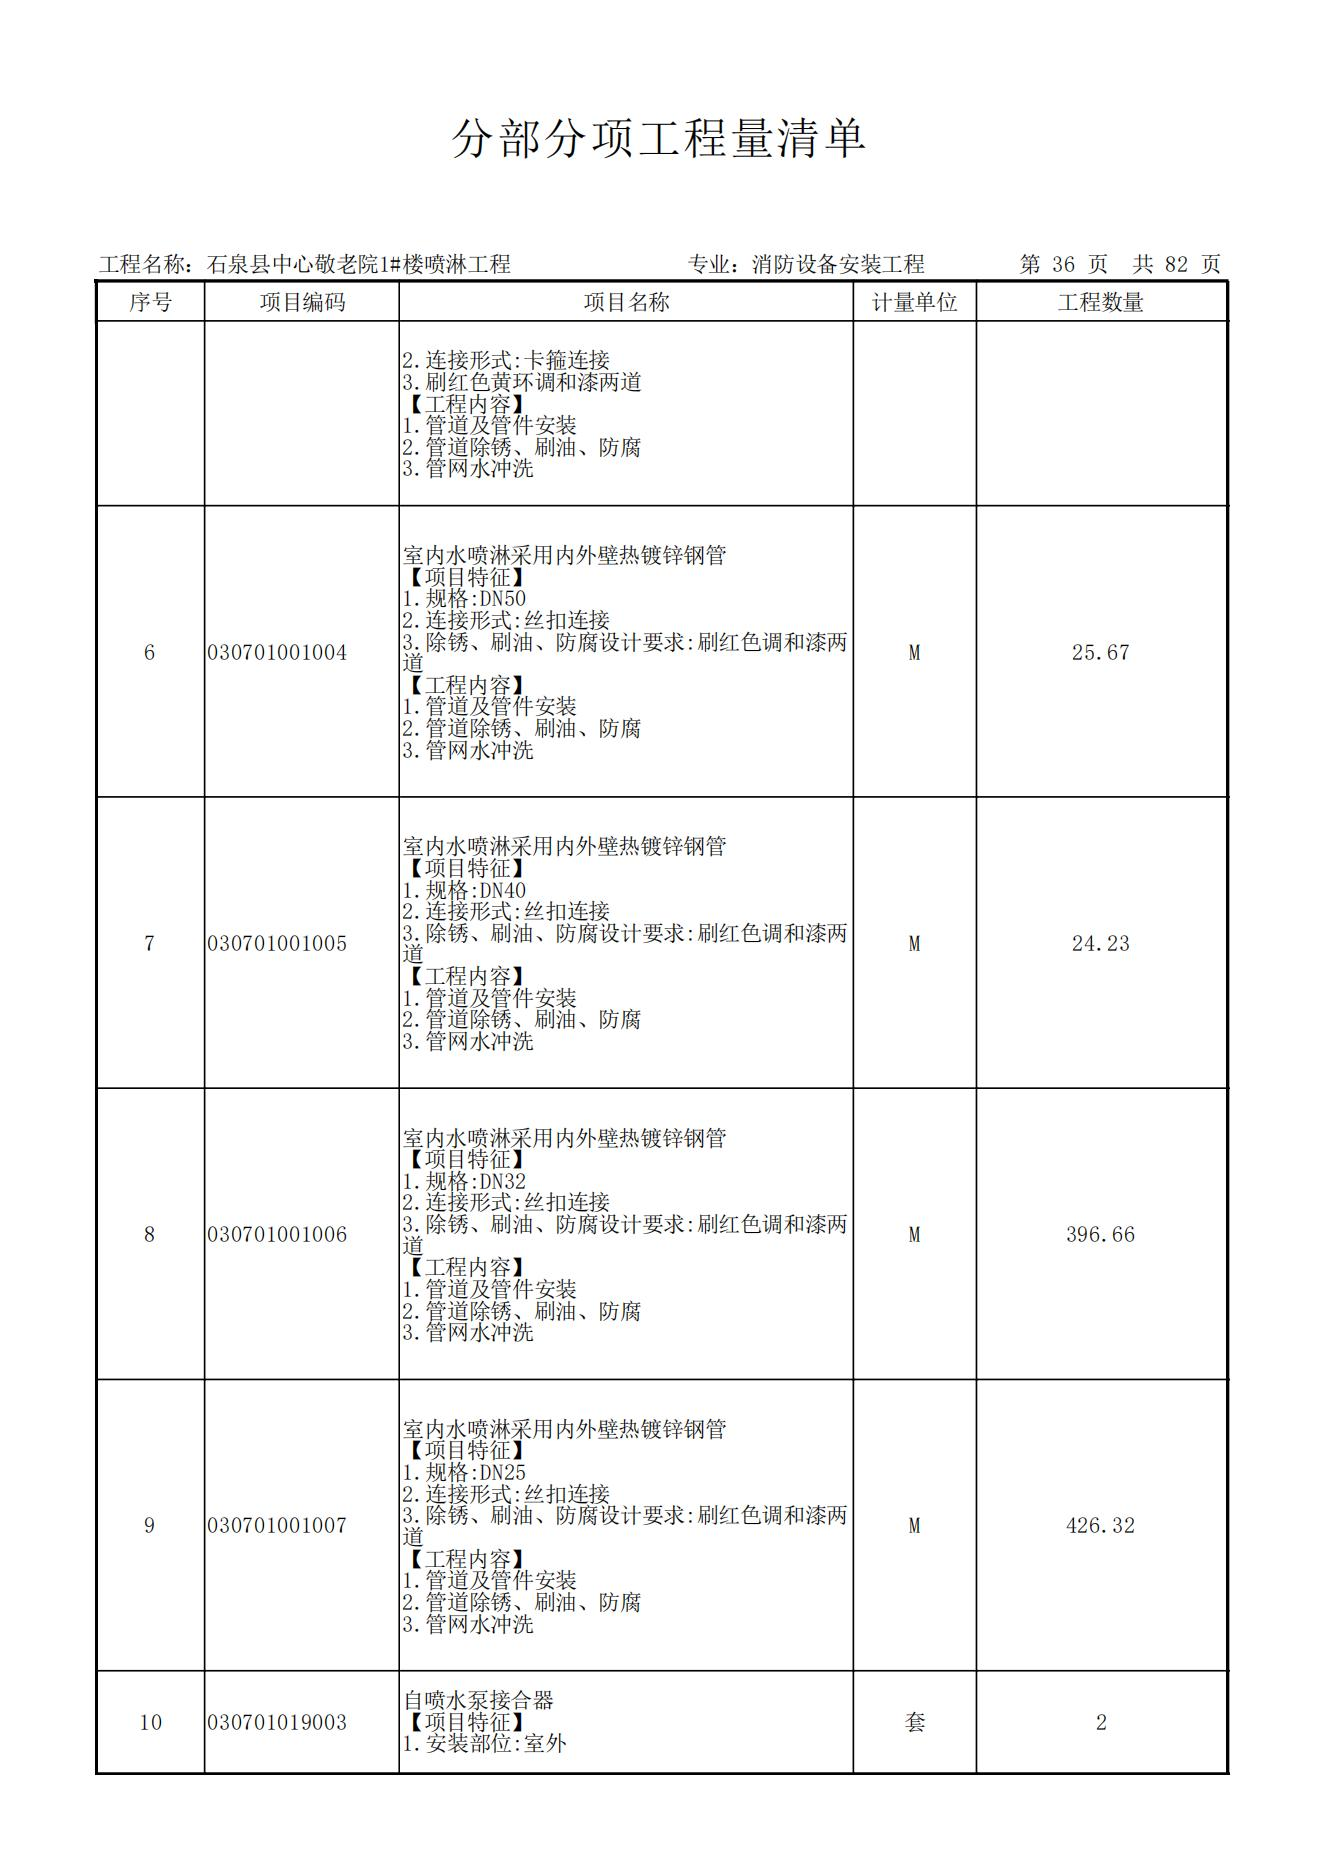 分部分项工程量清单
工程名称：石泉县中心敬老院1#楼喷淋工程 专业：消防设备安装工程 第 36 页 共 82 页
序号 项目编码 项目名称 计量单位 工程数量
2.连接形式:卡箍连接
3.刷红色黄环调和漆两道
【工程内容】
1.管道及管件安装
2.管道除锈、刷油、防腐
3.管网水冲洗
室内水喷淋采用内外壁热镀锌钢管
【项目特征】
1.规格:DN50
2.连接形式:丝扣连接
3.除锈、刷油、防腐设计要求:刷红色调和漆两
6 030701001004 M 25.67
道
【工程内容】
1.管道及管件安装
2.管道除锈、刷油、防腐
3.管网水冲洗
室内水喷淋采用内外壁热镀锌钢管
【项目特征】
1.规格:DN40
2.连接形式:丝扣连接
3.除锈、刷油、防腐设计要求:刷红色调和漆两
7 030701001005 M 24.23
道
【工程内容】
1.管道及管件安装
2.管道除锈、刷油、防腐
3.管网水冲洗
室内水喷淋采用内外壁热镀锌钢管
【项目特征】
1.规格:DN32
2.连接形式:丝扣连接
3.除锈、刷油、防腐设计要求:刷红色调和漆两
8 030701001006 M 396.66
道
【工程内容】
1.管道及管件安装
2.管道除锈、刷油、防腐
3.管网水冲洗
室内水喷淋采用内外壁热镀锌钢管
【项目特征】
1.规格:DN25
2.连接形式:丝扣连接
3.除锈、刷油、防腐设计要求:刷红色调和漆两
9 030701001007 M 426.32
道
【工程内容】
1.管道及管件安装
2.管道除锈、刷油、防腐
3.管网水冲洗
自喷水泵接合器
10 030701019003 【项目特征】 套 2
1.安装部位:室外